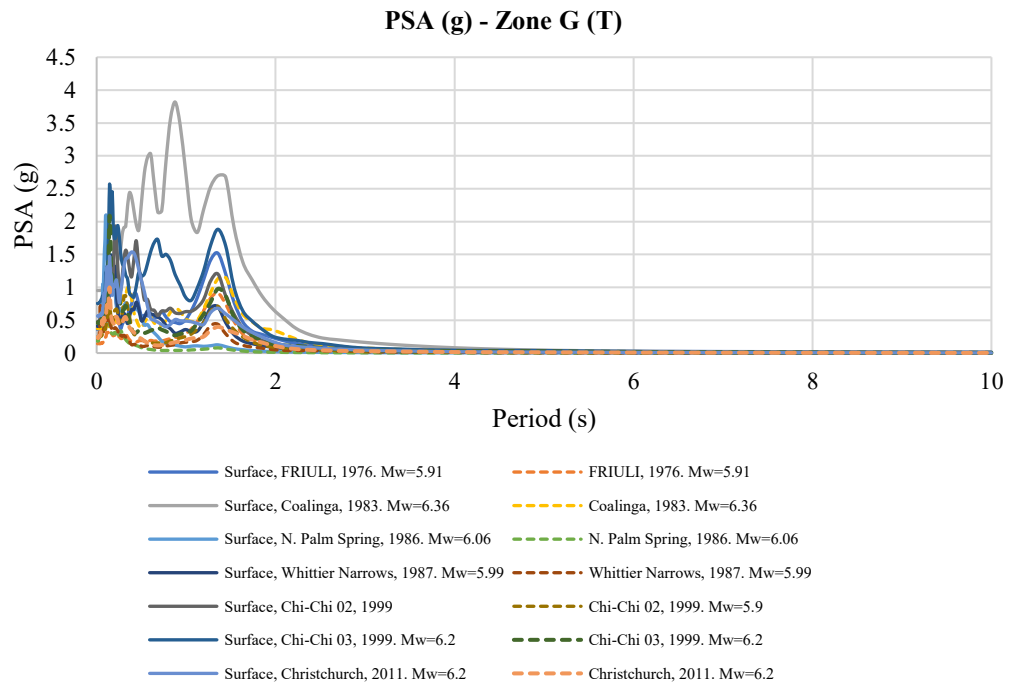 PSA (g) - Zone G (T)
4.5
4
3.5
3
2.5
2
1.5
1
0.5
0
PSA (g)
0 2 4 6 8 10
Period (s)
Surface, FRIULI, 1976. Mw=5.91 FRIULI, 1976. Mw=5.91
Surface, Coalinga, 1983. Mw=6.36 Coalinga, 1983. Mw=6.36
Surface, N. Palm Spring, 1986. Mw=6.06 N. Palm Spring, 1986. Mw=6.06
Surface, Whittier Narrows, 1987. Mw=5.99 Whittier Narrows, 1987. Mw=5.99
Surface, Chi-Chi 02, 1999 Chi-Chi 02, 1999. Mw=5.9
Surface, Chi-Chi 03, 1999. Mw=6.2 Chi-Chi 03, 1999. Mw=6.2
Surface, Christchurch, 2011. Mw=6.2 Christchurch, 2011. Mw=6.2